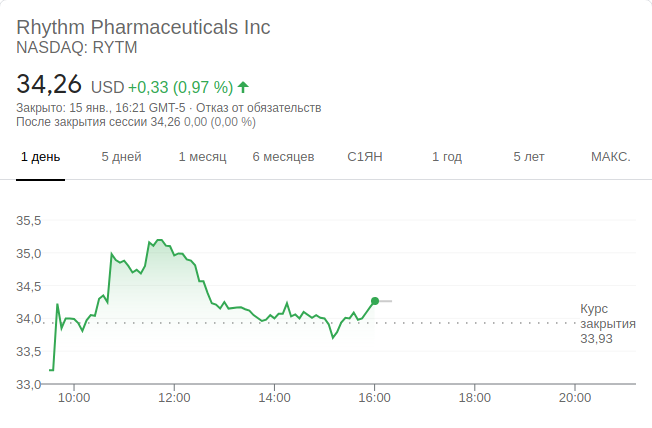 Rhythm Pharmaceuticals Inc
NASDAQ: RYTM
34,26 USD +0,33 (0,97 %)
Закрыто: 15 янв., 16:21 GMT-5 · Отказ от обязательств
После закрытия сессии 34,26 0,00 (0,00 %)
1 день 5 дней 1 месяц 6 месяцев С1ЯН 1 год 5 лет МАКС.
35,5
35,0
34,5
34,0
33,5
33,0
Курс
закрытия
33,93
10:00 12:00 14:00 16:00 18:00 20:00